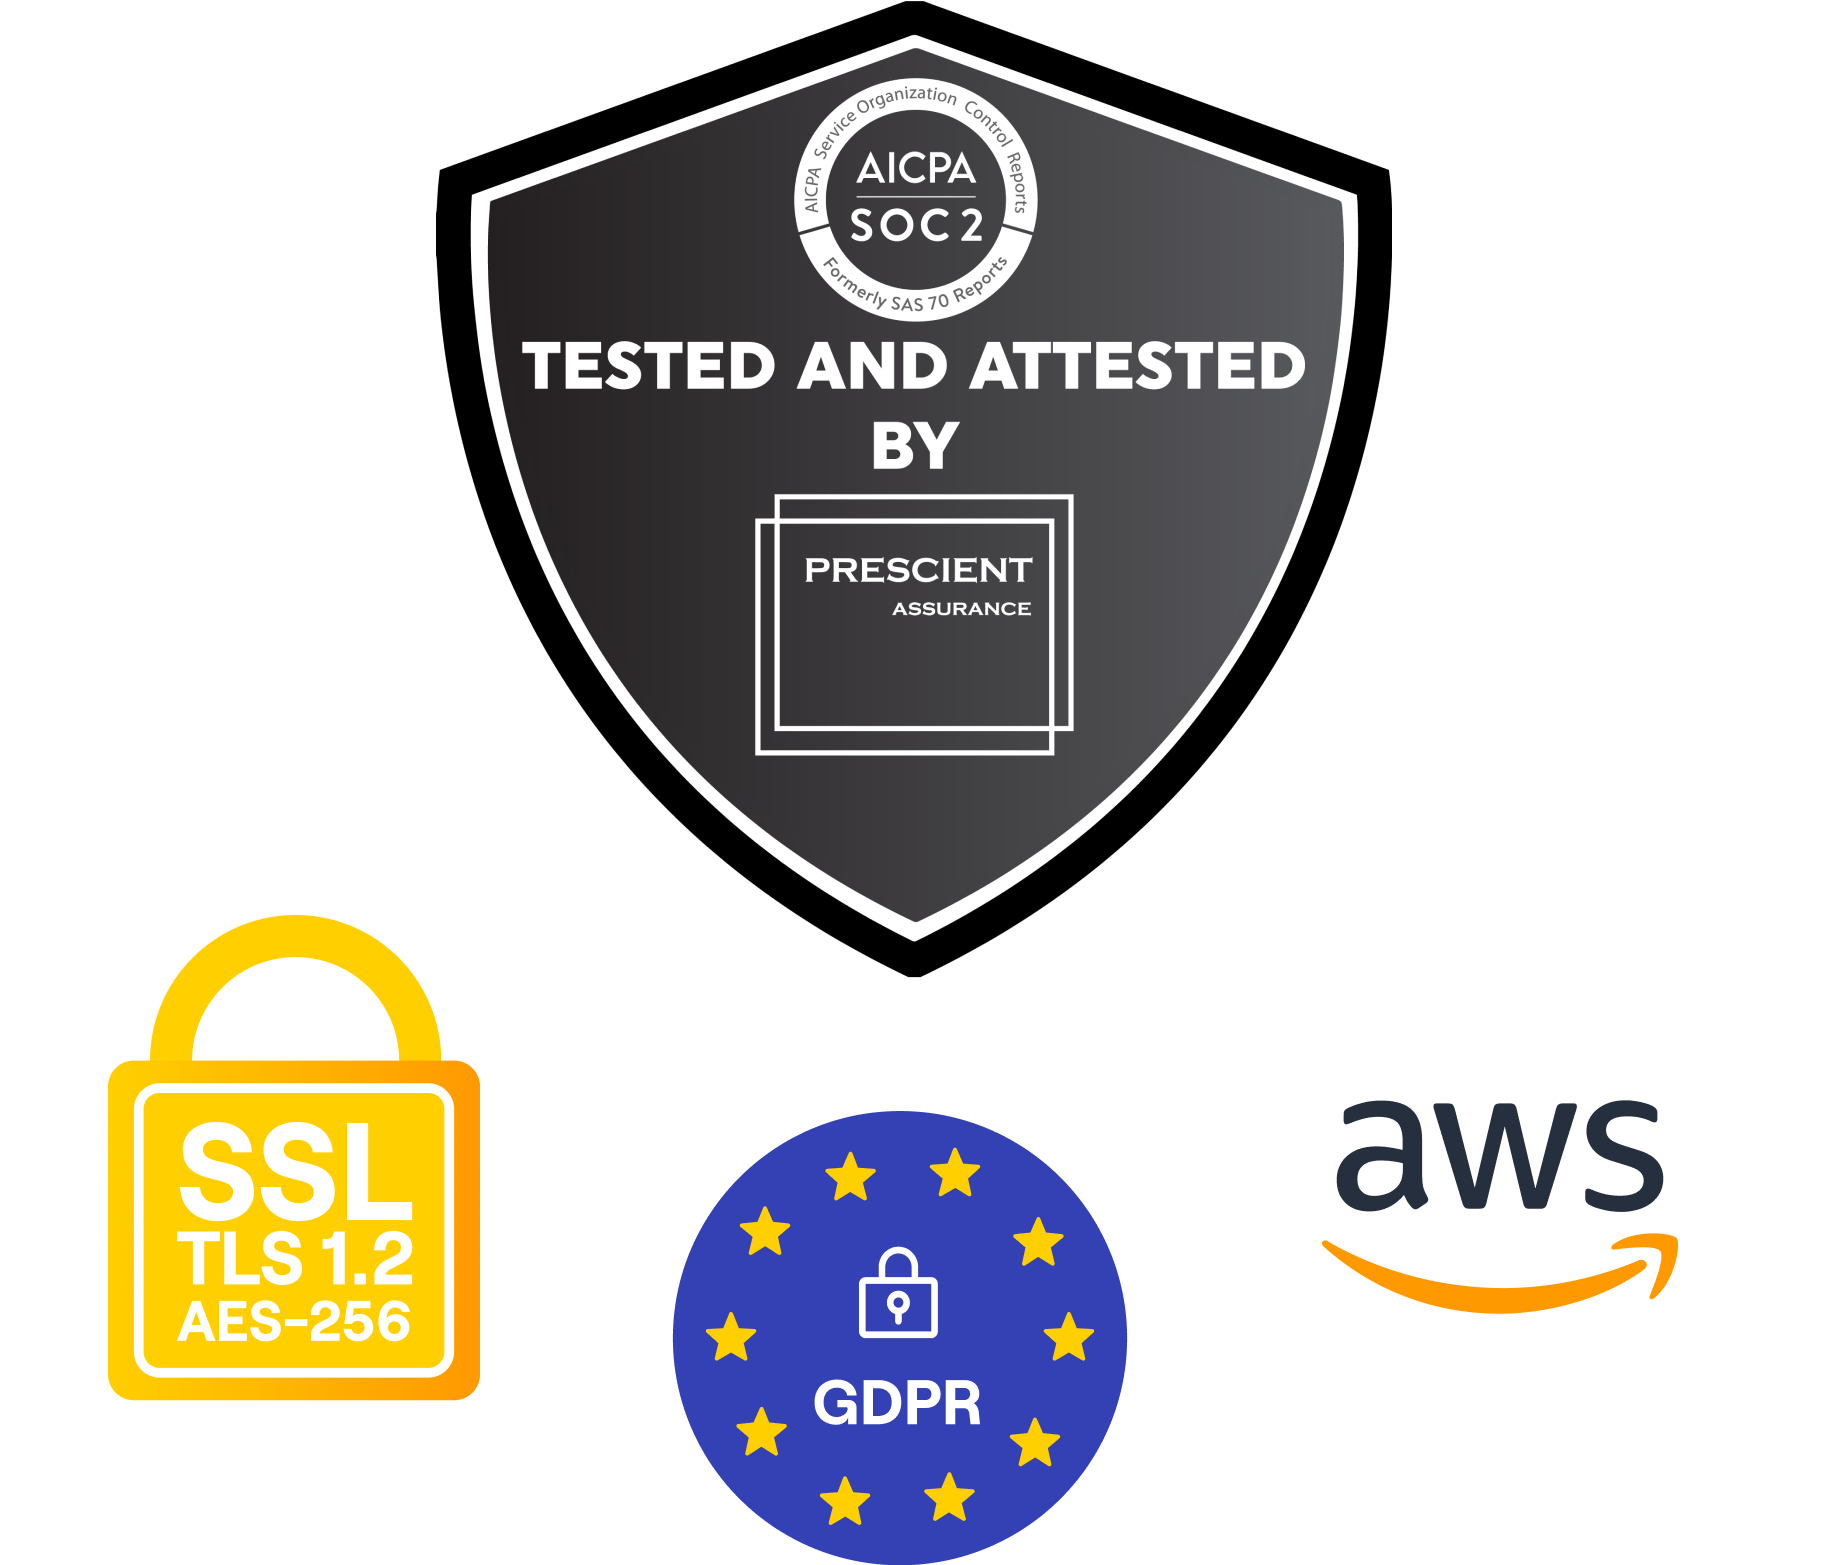 AICPA Service Organization Control Reports
AICPA
SOC 2
Formerly SAS 70 Reports
TESTED AND ATTESTED
BY
PRESCIENT
ASSURANCE
SSL
TLS 1.2
AES-256
GDPR
aws